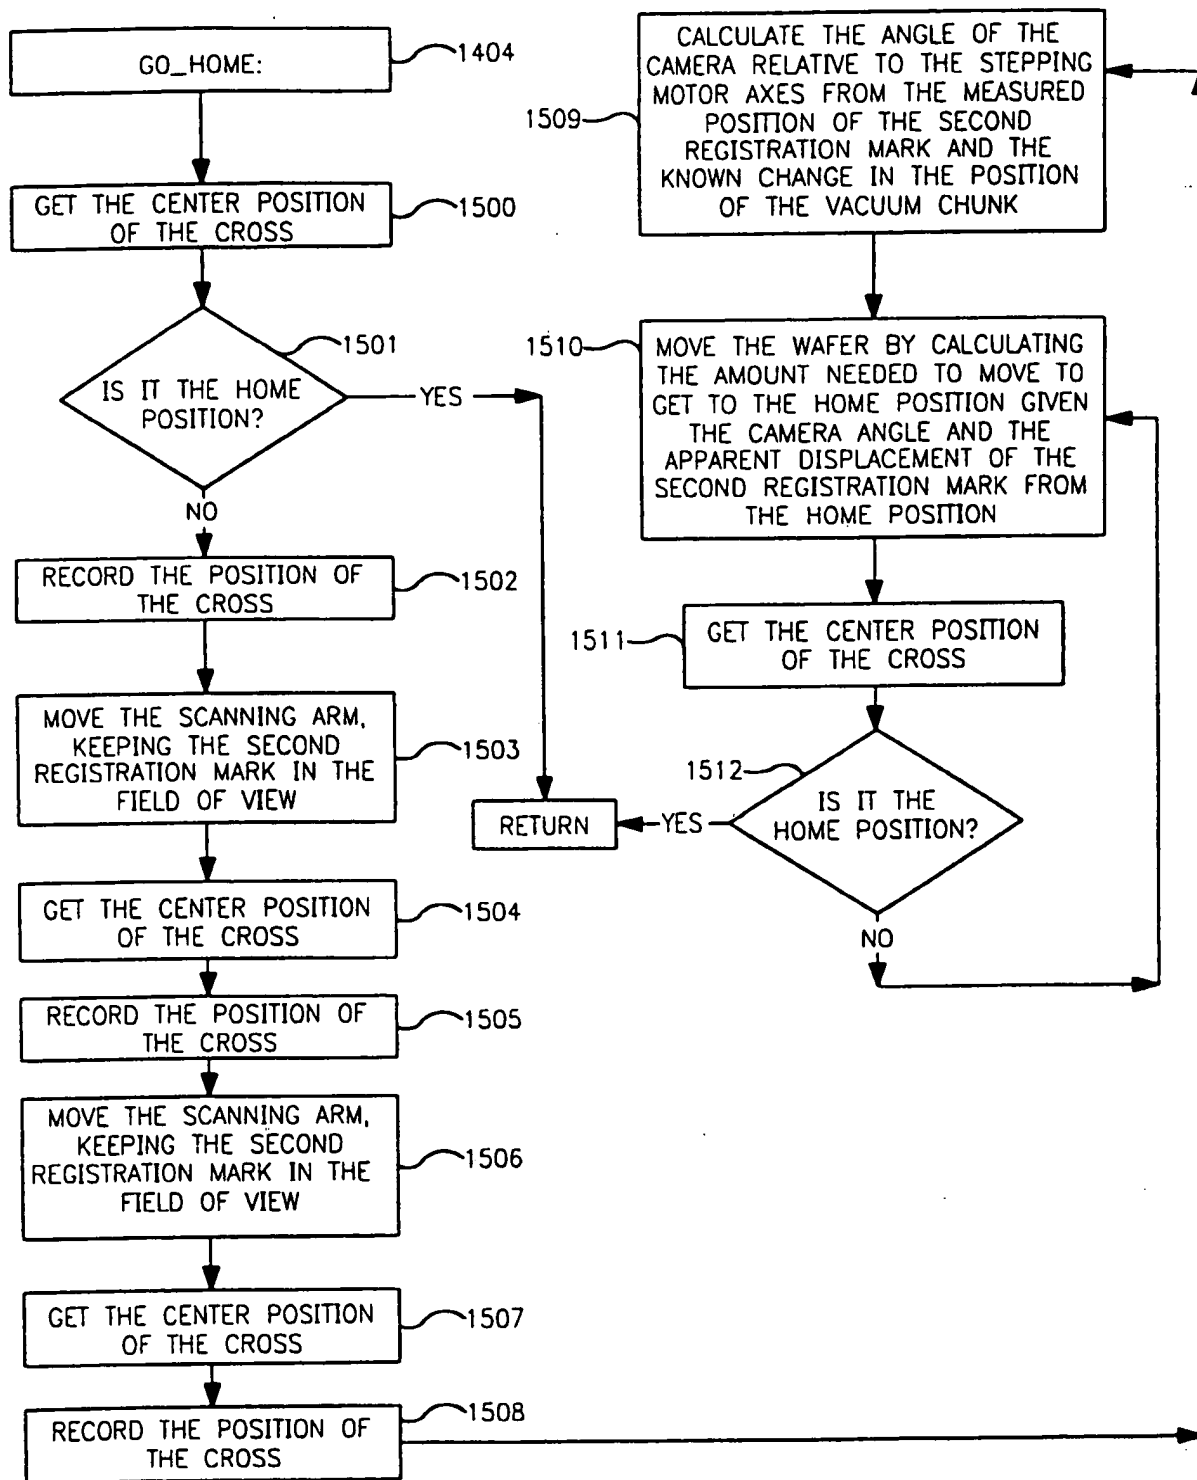 GO_HOME:
1404
GET THE CENTER POSITION
OF THE CROSS
1500
IS IT THE HOME
POSITION?
1501
YES
NO
RECORD THE POSITION OF
THE CROSS
1502
MOVE THE SCANNING ARM,
KEEPING THE SECOND
REGISTRATION MARK IN THE
FIELD OF VIEW
1503
GET THE CENTER POSITION
OF THE CROSS
1504
RECORD THE POSITION OF
THE CROSS
1505
MOVE THE SCANNING ARM,
KEEPING THE SECOND
REGISTRATION MARK IN THE
FIELD OF VIEW
1506
GET THE CENTER POSITION
OF THE CROSS
1507
RECORD THE POSITION OF
THE CROSS
1508
CALCULATE THE ANGLE OF THE
CAMERA RELATIVE TO THE STEPPING
MOTOR AXES FROM THE MEASURED
POSITION OF THE SECOND
REGISTRATION MARK AND THE
KNOWN CHANGE IN THE POSITION
OF THE VACUUM CHUNK
1509
MOVE THE WAFER BY CALCULATING
THE AMOUNT NEEDED TO MOVE TO
GET TO THE HOME POSITION GIVEN
THE CAMERA ANGLE AND THE
APPARENT DISPLACEMENT OF THE
SECOND REGISTRATION MARK FROM
THE HOME POSITION
1510
GET THE CENTER POSITION
OF THE CROSS
1511
IS IT THE
HOME POSITION?
1512
YES
RETURN
NO